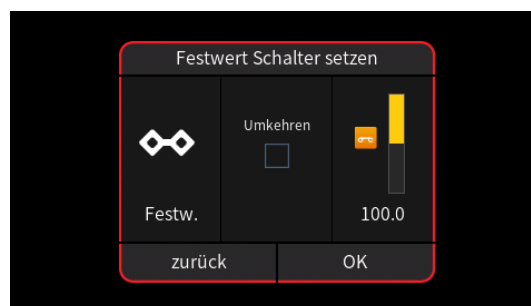 Festwert Schalter setzen
Umkehren
Festw.
100.0
zurück
OK